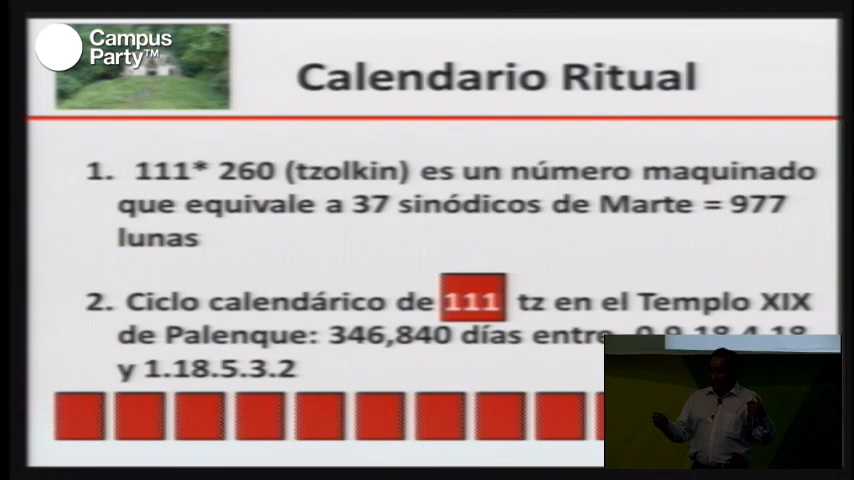 Campus
Party™
Calendario Ritual
1. 111* 260 (tzolkin) es un número maquinado
que equivale a 37 sinódicos de Marte = 977
lunas
2. Ciclo calendárico de 111 tz en el Templo XIX
de Palenque: 346,840 días entre
y 1.18.5.3.2